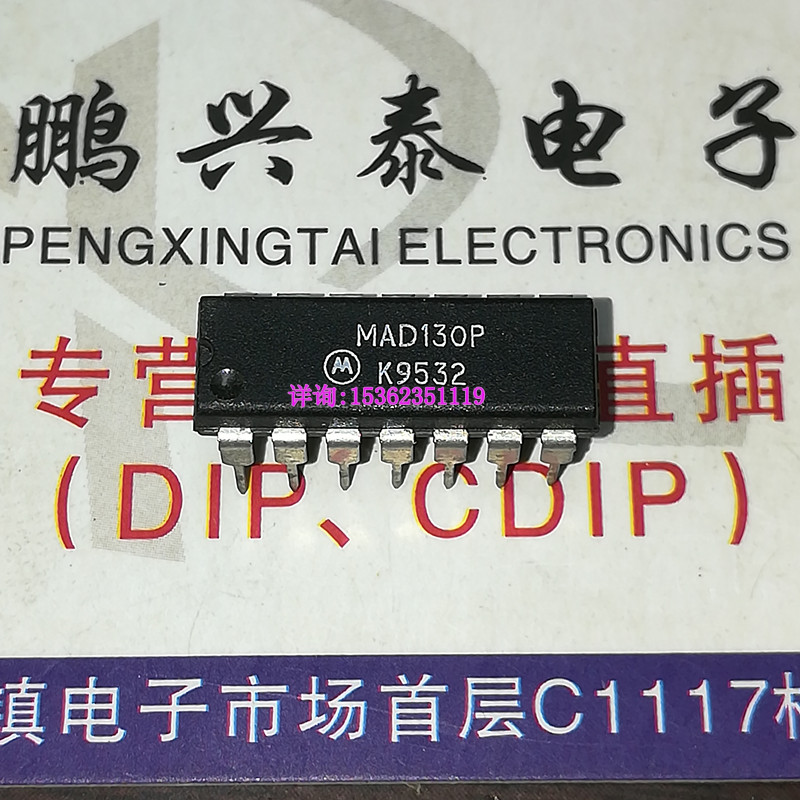 鹏兴泰电子
PENGXINGTAI ELECTRONICS
MAD130P
K9532
详询:15362351119
专营 直插
(DIP、CDIP)
镇电子市场首层C1117